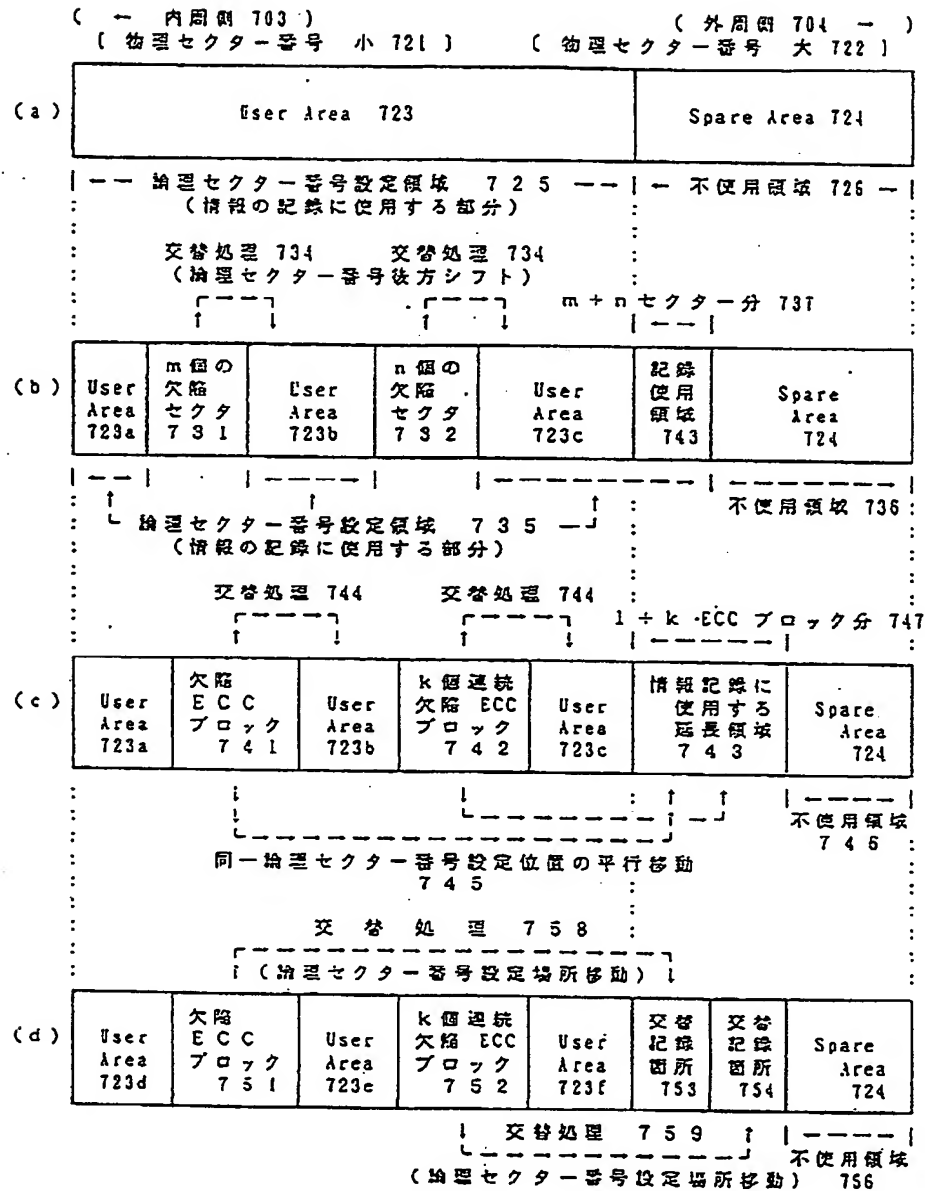 ( ← 内周側 703 )　　( 外周側 704 → )
[ 物理セクター番号 小 721 ]　　[ 物理セクター番号 大 722 ]
(a)
User Area 723　　Spare Area 724
|←— 論理セクター番号設定領域 725 —→|← 不使用領域 726 →|
(情報の記録に使用する部分)
交替処理 734　　交替処理 734
(論理セクター番号後方シフト)
m+nセクター分 737
(b)
User Area 723a
m個の欠陥セクタ 731
User Area 723b
n個の欠陥セクタ 732
User Area 723c
記録使用領域 743
Spare Area 724
不使用領域 736
論理セクター番号設定領域 735
(情報の記録に使用する部分)
交替処理 744　　交替処理 744
1+k ECC ブロック分 747
(c)
User Area 723a
欠陥 ECC ブロック 741
User Area 723b
k個連続欠陥 ECC ブロック 742
User Area 723c
情報記録に使用する延長領域 743
Spare Area 724
不使用領域 746
同一論理セクター番号設定位置の平行移動
745
交替処理 758
(論理セクター番号設定場所移動)
(d)
User Area 723d
欠陥 ECC ブロック 751
User Area 723e
k個連続欠陥 ECC ブロック 752
User Area 723f
交替記録箇所 753
交替記録箇所 754
Spare Area 724
交替処理 759
不使用領域 756
(論理セクター番号設定場所移動)